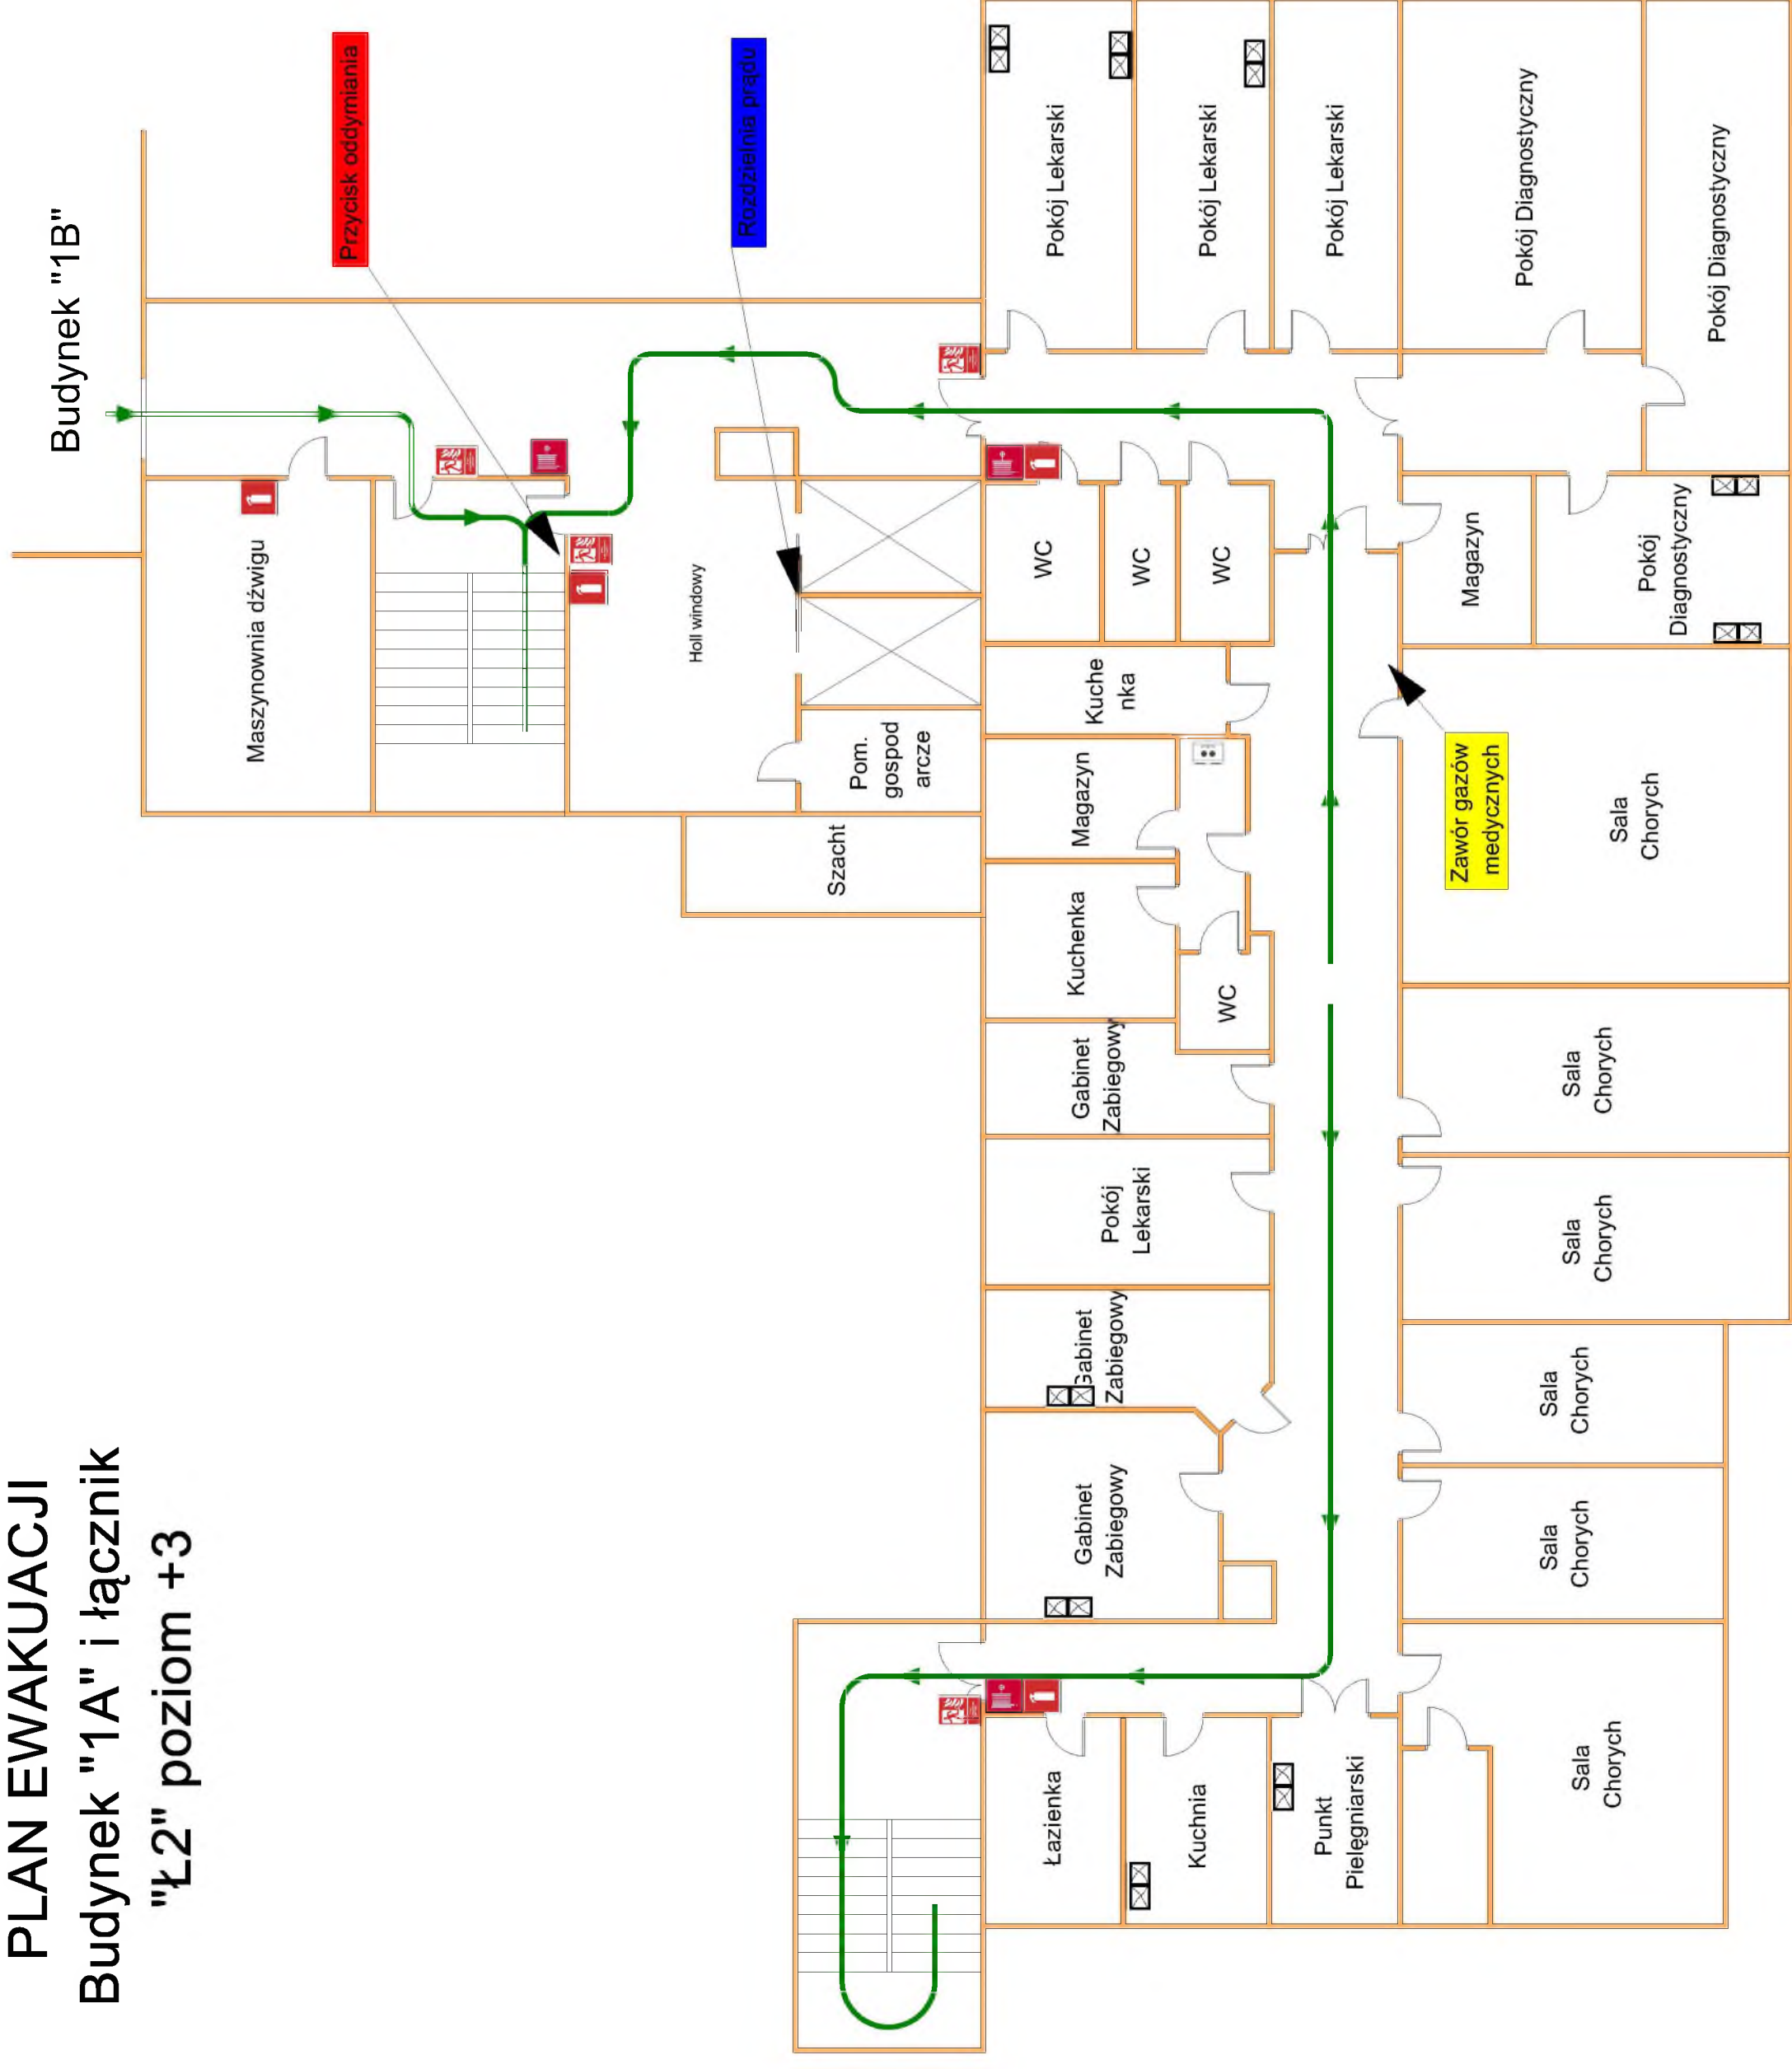 PLAN EWAKUACJI
Budynek "1A" i łącznik
"Ł2" poziom +3
Budynek "1B"
Przycisk oddymiania
Rozdzielnia prądu
Maszynownia dźwigu
Holl windowy
Pom.
gospod
arcze
Szacht
Pokój Lekarski
Pokój Lekarski
Pokój Lekarski
Pokój Diagnostyczny
Pokój Diagnostyczny
WC
WC
WC
Magazyn
Pokój
Diagnostyczny
Kuche
nka
Magazyn
Kuchenka
WC
Zawór gazów
medycznych
Sala
Chorych
Gabinet
Zabiegowy
Sala
Chorych
Pokój
Lekarski
Sala
Chorych
Gabinet
Zabiegowy
Sala
Chorych
Gabinet
Zabiegowy
Sala
Chorych
Łazienka
Kuchnia
Punkt
Pielęgniarski
Sala
Chorych